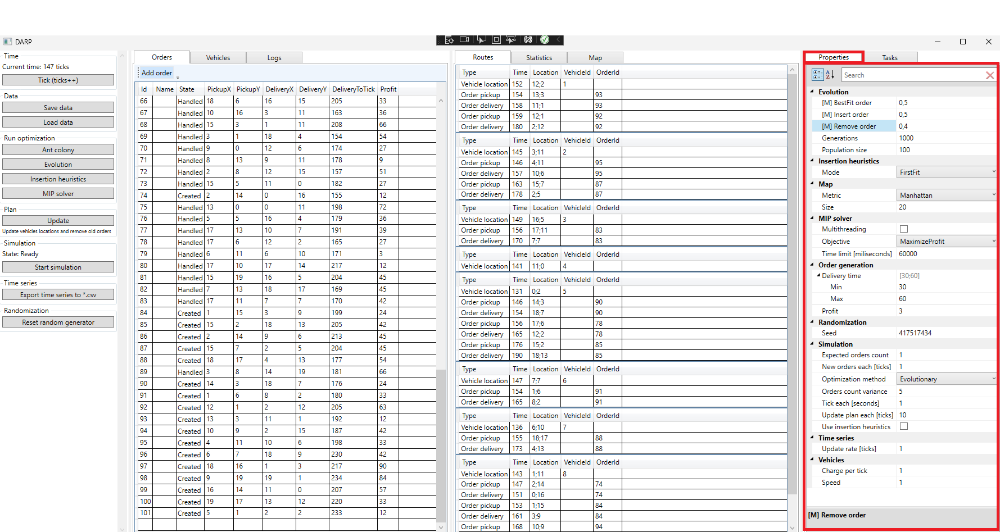 DARP
Time
Current time: 147 ticks
Tick (ticks++)
Data
Save data
Load data
Run optimization
Ant colony
Evolution
Insertion heuristics
MIP solver
Plan
Update
Update vehicles locations and remove old orders
Simulation
State: Ready
Start simulation
Time series
Export time series to *.csv
Randomization
Reset random generator
Orders Vehicles Logs
Add order
Id Name State PickupX PickupY DeliveryX DeliveryY DeliveryToTick Profit
66 Handled 18 6 16 15 205 33
67 Handled 10 16 3 11 163 36
68 Handled 15 3 1 11 208 66
69 Handled 3 1 18 4 154 54
70 Handled 9 0 12 6 174 27
71 Handled 8 13 9 11 178 9
72 Handled 2 8 12 15 157 51
73 Handled 15 5 11 0 182 27
74 Created 2 14 0 16 155 12
75 Handled 13 0 0 11 198 72
76 Handled 5 5 16 4 179 36
77 Handled 17 13 10 7 191 39
78 Handled 17 6 12 2 165 27
79 Handled 6 11 6 10 171 3
80 Handled 17 10 17 14 217 12
81 Handled 15 19 16 5 204 45
82 Handled 7 13 18 17 169 45
83 Handled 17 11 7 7 170 42
84 Created 1 15 3 9 199 24
85 Created 15 2 18 13 205 42
86 Created 2 14 9 6 213 45
87 Created 15 7 2 5 204 45
88 Created 18 17 4 13 177 54
89 Handled 3 8 14 19 181 66
90 Created 14 3 18 7 176 24
91 Created 1 6 8 2 180 33
92 Created 12 1 2 12 205 63
93 Created 13 3 11 1 192 12
94 Created 10 9 2 15 187 42
95 Created 4 11 10 6 198 33
96 Created 6 7 18 9 230 42
97 Created 18 16 1 3 217 90
98 Created 9 19 19 1 234 84
99 Created 16 14 11 0 207 57
100 Created 19 17 13 12 220 33
101 Created 5 1 2 2 233 12
Routes Statistics Map
Type Time Location VehicleId OrderId
Vehicle location 152 12;2 1
Order pickup 154 13;3 93
Order delivery 158 11;1 93
Order pickup 159 12;1 92
Order delivery 180 2;12 92
Type Time Location VehicleId OrderId
Vehicle location 145 3;11 2
Order pickup 146 4;11 95
Order delivery 157 10;6 95
Order pickup 163 15;7 87
Order delivery 178 2;5 87
Type Time Location VehicleId OrderId
Vehicle location 149 16;5 3
Order pickup 156 17;11 83
Order delivery 170 7;7 83
Type Time Location VehicleId OrderId
Vehicle location 141 11;0 4
Type Time Location VehicleId OrderId
Vehicle location 131 0;2 5
Order pickup 146 14;3 90
Order delivery 154 18;7 90
Order pickup 156 17;6 78
Order delivery 165 12;2 78
Order pickup 176 15;2 85
Order delivery 190 18;13 85
Type Time Location VehicleId OrderId
Vehicle location 147 7;7 6
Order pickup 154 1;6 91
Order delivery 165 8;2 91
Type Time Location VehicleId OrderId
Vehicle location 136 6;10 7
Order pickup 155 18;17 88
Order delivery 173 4;13 88
Type Time Location VehicleId OrderId
Vehicle location 143 1;11 8
Order pickup 147 2;14 74
Order delivery 151 0;16 74
Order pickup 153 1;15 84
Order delivery 161 3;9 84
Order pickup 168 10;9 94
Properties Tasks
Search
Evolution
[M] BestFit order 0,5
[M] Insert order 0,5
[M] Remove order 0,4
Generations 1000
Population size 100
Insertion heuristics
Mode FirstFit
Map
Metric Manhattan
Size 20
MIP solver
Multithreading
Objective MaximizeProfit
Time limit [miliseconds] 60000
Order generation
Delivery time [30;60]
Min 30
Max 60
Profit 3
Randomization
Seed 417517434
Simulation
Expected orders count 1
New orders each [ticks] 1
Optimization method Evolutionary
Orders count variance 5
Tick each [seconds] 1
Update plan each [ticks] 10
Use insertion heuristics
Time series
Update rate [ticks] 1
Vehicles
Charge per tick 1
Speed 1
[M] Remove order